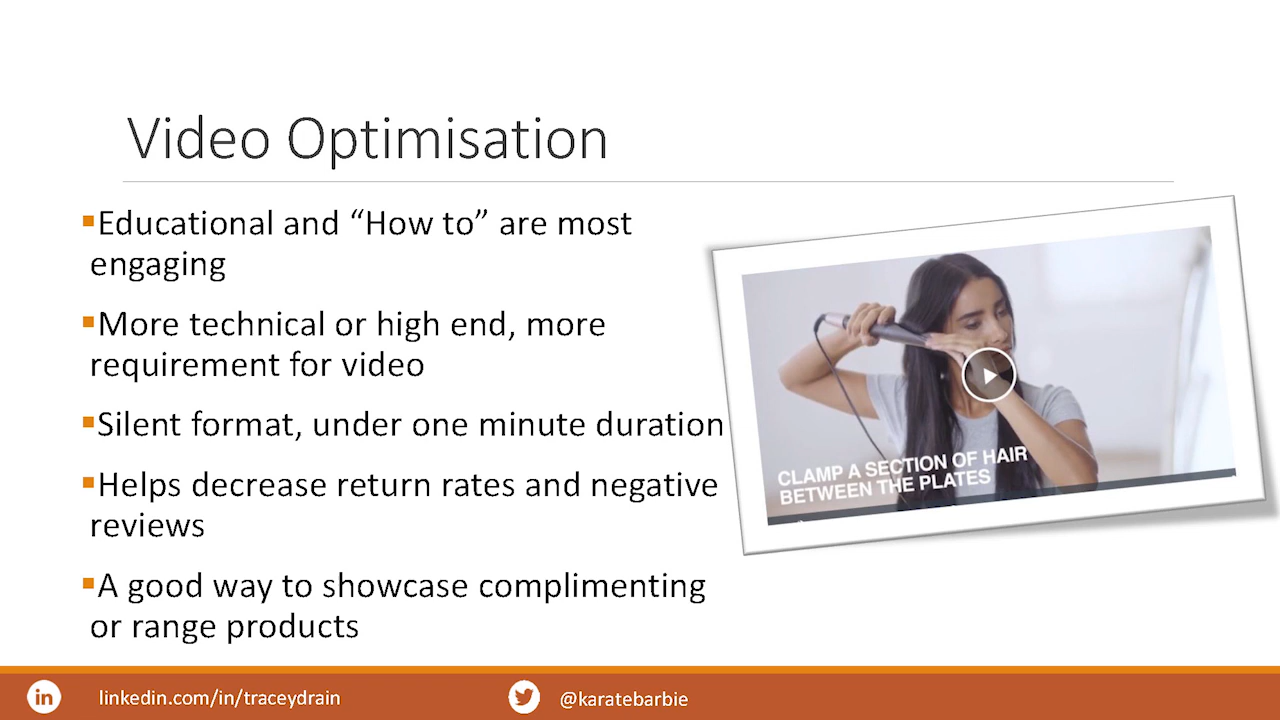 Video Optimisation
Educational and “How to” are most
engaging
More technical or high end, more
requirement for video
Silent format, under one minute duration
Helps decrease return rates and negative
reviews
A good way to showcase complimenting
or range products
CLAMP A SECTION OF HAIR
BETWEEN THE PLATES
in
linkedin.com/in/traceydrain
@karatebarbie